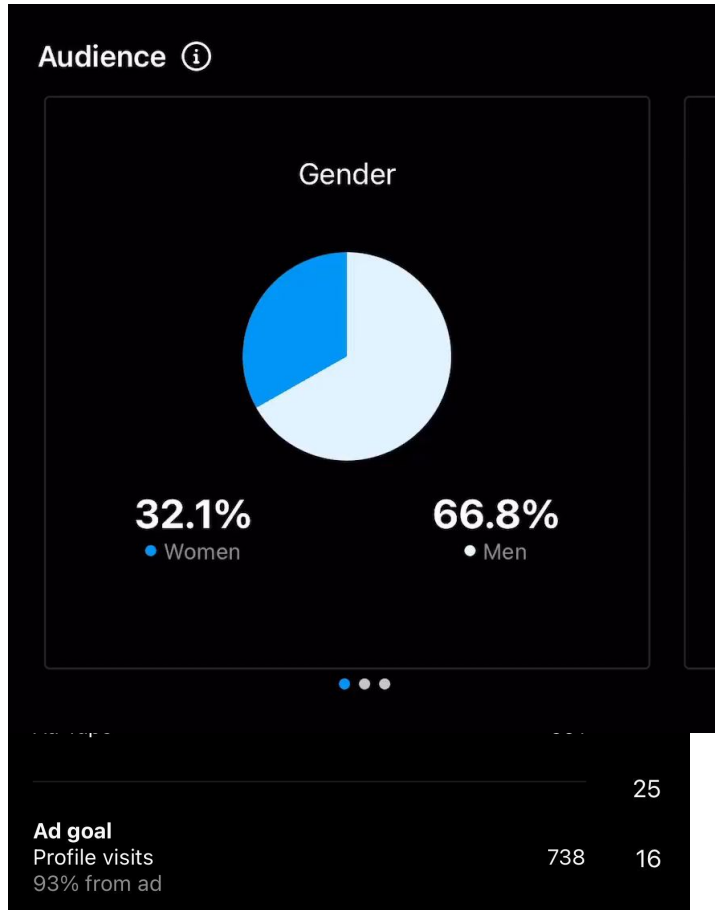 Audience
Gender
32.1% 66.8%
Women Men
25
Ad goal
Profile visits 738 16
93% from ad